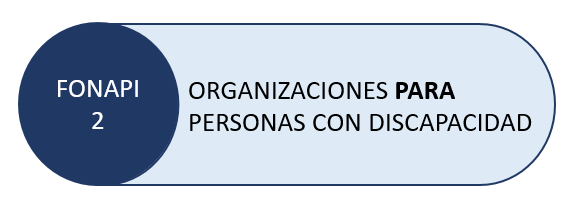 FONAPI
2
ORGANIZACIONES PARA
PERSONAS CON DISCAPACIDAD